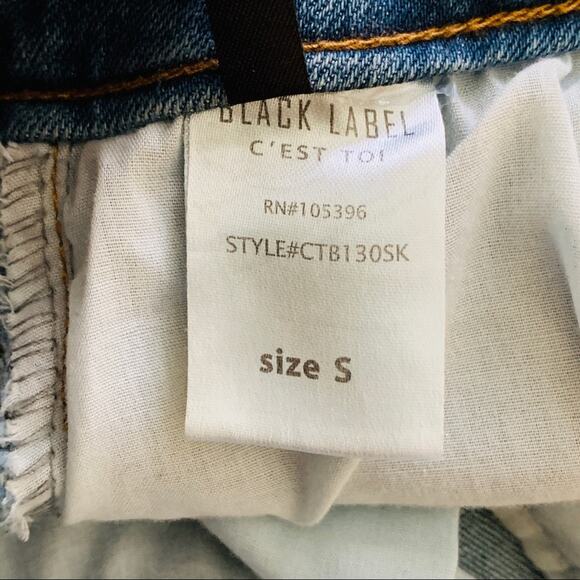 BLACK LABEL
C'EST TOI
RN#105396
STYLE#CTB130SK
size S